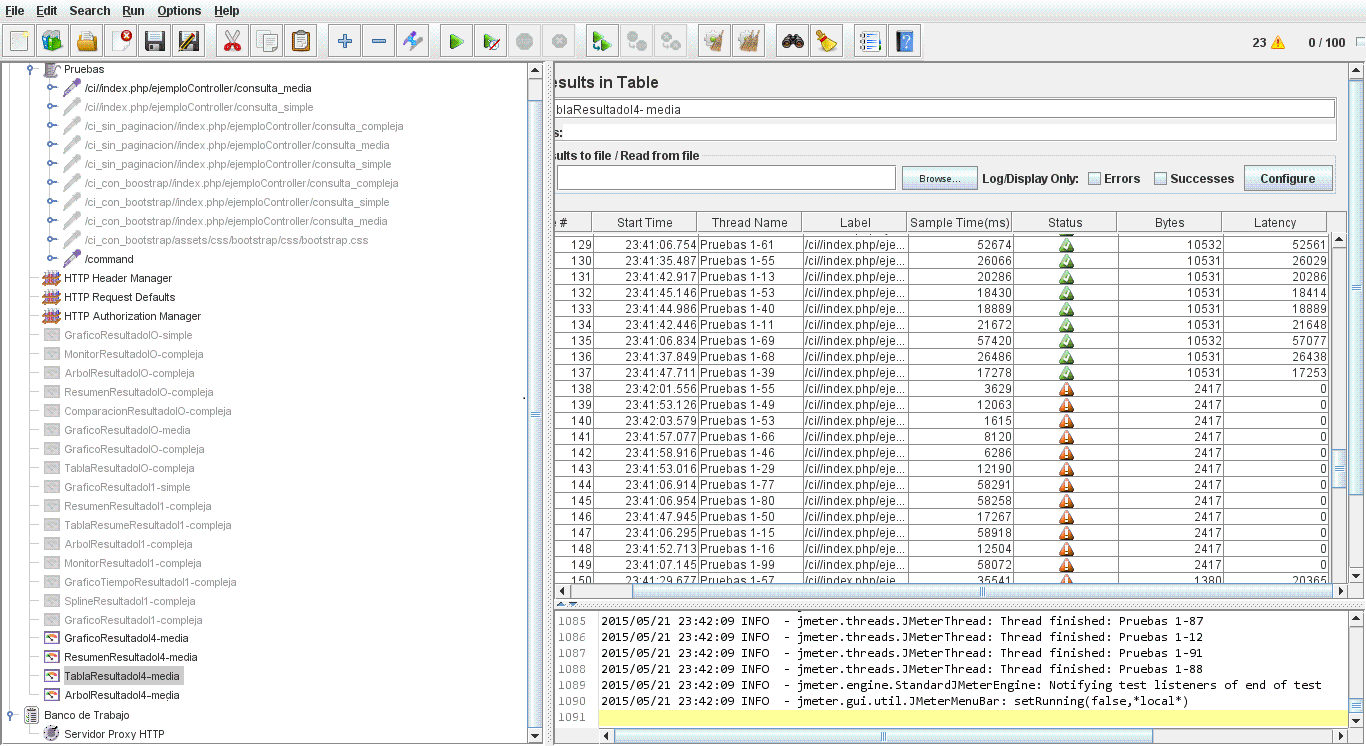 File Edit Search Run Options Help
23 0 / 100
Pruebas
/ci//index.php/ejemploController/consulta_media
/ci//index.php/ejemploController/consulta_simple
/ci_sin_paginacion//index.php/ejemploController/consulta_compleja
/ci_sin_paginacion//index.php/ejemploController/consulta_media
/ci_sin_paginacion//index.php/ejemploController/consulta_simple
/ci_con_boostrap//index.php/ejemploController/consulta_compleja
/ci_con_boostrap//index.php/ejemploController/consulta_simple
/ci_con_boostrap//index.php/ejemploController/consulta_media
/ci_con_bootstrap/assets/css/bootstrap/css/bootstrap.css
/command
HTTP Header Manager
HTTP Request Defaults
HTTP Authorization Manager
GraficoResultadoIO-simple
MonitorResultadoIO-compleja
ArbolResultadoIO-compleja
ResumenResultadoIO-compleja
ComparacionResultadoIO-compleja
GraficoResultadoIO-media
GraficoResultadoIO-compleja
TablaResultadoIO-compleja
GraficoResultadoI1-simple
ResumenResultadoI1-compleja
TablaResumeResultadoI1-compleja
ArbolResultadoI1-compleja
MonitorResultadoI1-compleja
GraficoTiempoResultadoI1-compleja
SplineResultadoI1-compleja
GraficoResultadoI1-compleja
GraficoResultadoI4-media
ResumenResultadoI4-media
TablaResultadoI4-media
ArbolResultadoI4-media
Banco de Trabajo
Servidor Proxy HTTP
esults in Table
blaResultadoI4- media
s:
sults to file / Read from file
Browse... Log/Display Only: Errors Successes Configure
e # Start Time Thread Name Label Sample Time(ms) Status Bytes Latency
129 23:41:06.754 Pruebas 1-61 /ci//index.php/eje... 52674 10532 52561
130 23:41:35.487 Pruebas 1-55 /ci//index.php/eje... 26066 10531 26029
131 23:41:42.917 Pruebas 1-13 /ci//index.php/eje... 20286 10531 20286
132 23:41:45.146 Pruebas 1-53 /ci//index.php/eje... 18430 10531 18414
133 23:41:44.986 Pruebas 1-40 /ci//index.php/eje... 18889 10531 18889
134 23:41:42.446 Pruebas 1-11 /ci//index.php/eje... 21672 10531 21648
135 23:41:06.834 Pruebas 1-69 /ci//index.php/eje... 57420 10532 57077
136 23:41:37.849 Pruebas 1-68 /ci//index.php/eje... 26486 10531 26438
137 23:41:47.711 Pruebas 1-39 /ci//index.php/eje... 17278 10531 17253
138 23:42:01.556 Pruebas 1-55 /ci//index.php/eje... 3629 2417 0
139 23:41:53.126 Pruebas 1-49 /ci//index.php/eje... 12063 2417 0
140 23:42:03.579 Pruebas 1-53 /ci//index.php/eje... 1615 2417 0
141 23:41:57.077 Pruebas 1-66 /ci//index.php/eje... 8120 2417 0
142 23:41:58.916 Pruebas 1-46 /ci//index.php/eje... 6286 2417 0
143 23:41:53.016 Pruebas 1-29 /ci//index.php/eje... 12190 2417 0
144 23:41:06.914 Pruebas 1-77 /ci//index.php/eje... 58291 2417 0
145 23:41:06.954 Pruebas 1-80 /ci//index.php/eje... 58258 2417 0
146 23:41:47.945 Pruebas 1-50 /ci//index.php/eje... 17267 2417 0
147 23:41:06.295 Pruebas 1-15 /ci//index.php/eje... 58918 2417 0
148 23:41:52.713 Pruebas 1-16 /ci//index.php/eje... 12504 2417 0
149 23:41:07.145 Pruebas 1-99 /ci//index.php/eje... 58072 2417 0
150 23:41:29.677 Pruebas 1-57 /ci//index.php/eje... 35541 1380 20365
1085 2015/05/21 23:42:09 INFO - jmeter.threads.JMeterThread: Thread finished: Pruebas 1-87
1086 2015/05/21 23:42:09 INFO - jmeter.threads.JMeterThread: Thread finished: Pruebas 1-12
1087 2015/05/21 23:42:09 INFO - jmeter.threads.JMeterThread: Thread finished: Pruebas 1-91
1088 2015/05/21 23:42:09 INFO - jmeter.threads.JMeterThread: Thread finished: Pruebas 1-88
1089 2015/05/21 23:42:09 INFO - jmeter.engine.StandardJMeterEngine: Notifying test listeners of end of test
1090 2015/05/21 23:42:09 INFO - jmeter.gui.util.JMeterMenuBar: setRunning(false,*local*)
1091